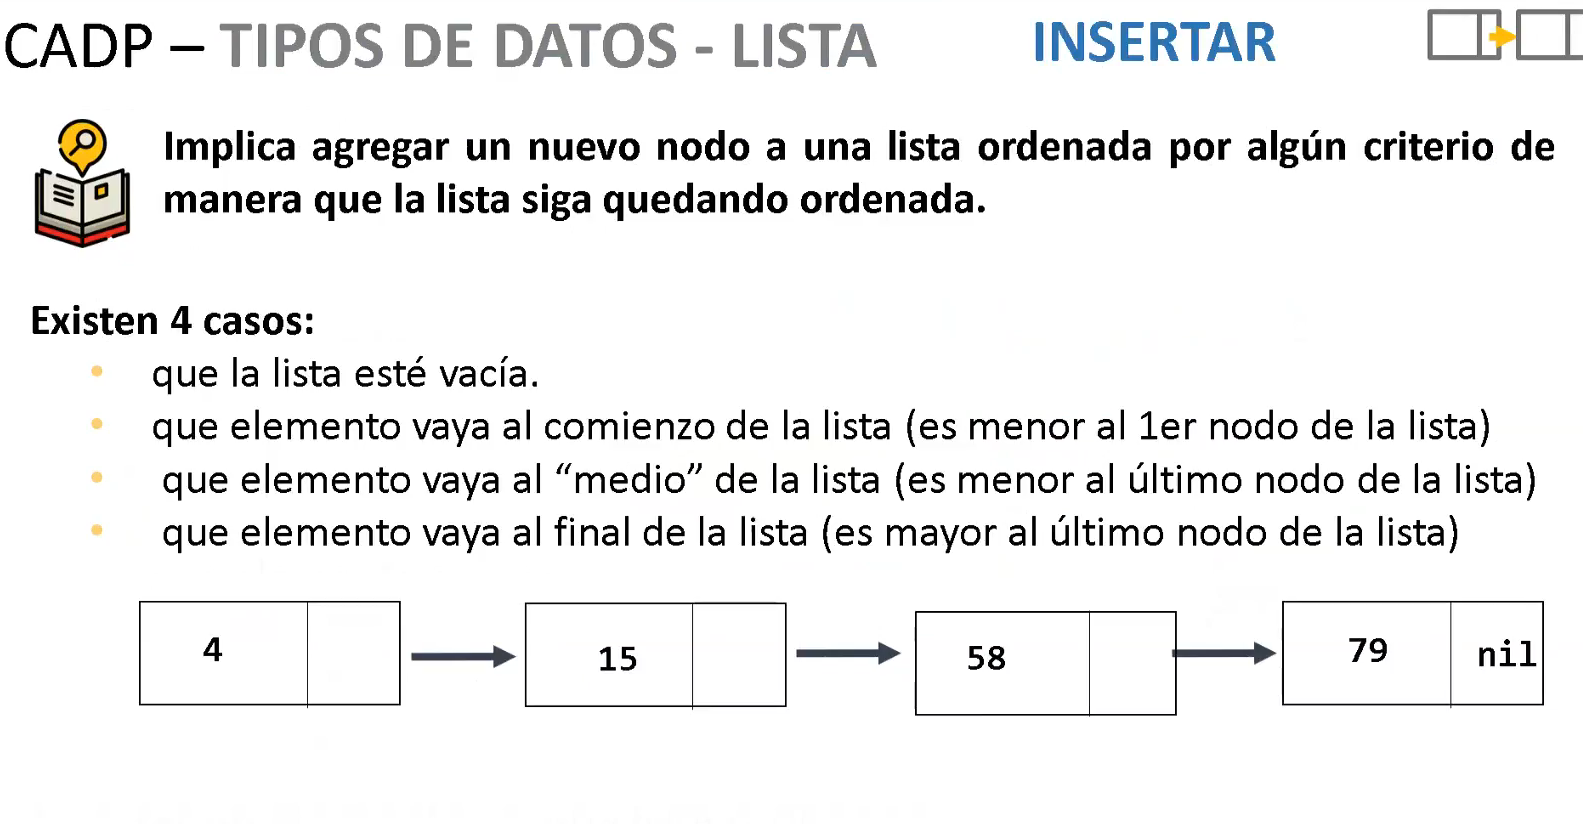 CADP – TIPOS DE DATOS - LISTA INSERTAR
Implica agregar un nuevo nodo a una lista ordenada por algún criterio de
manera que la lista siga quedando ordenada.
Existen 4 casos:
• que la lista esté vacía.
• que elemento vaya al comienzo de la lista (es menor al 1er nodo de la lista)
• que elemento vaya al “medio” de la lista (es menor al último nodo de la lista)
• que elemento vaya al final de la lista (es mayor al último nodo de la lista)
4 15 58 79 nil